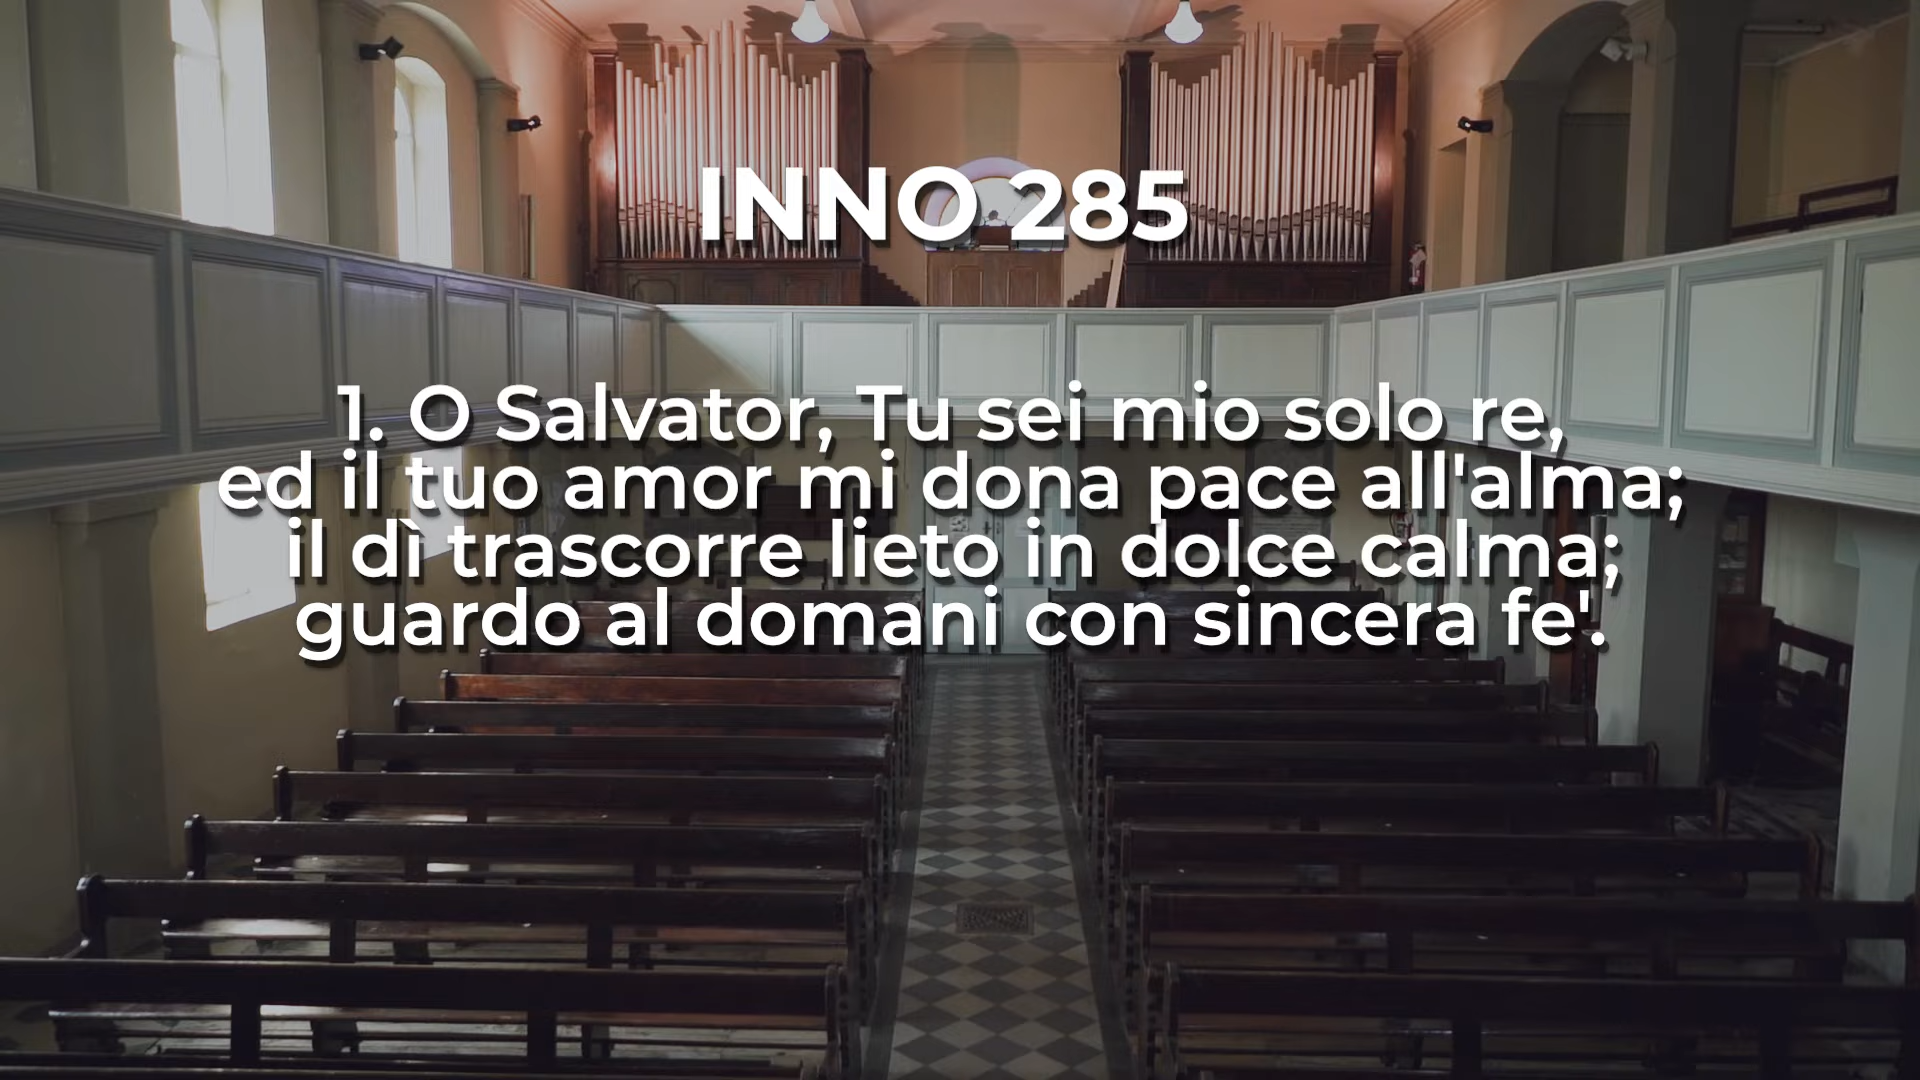 INNO 285
1. O Salvator, Tu sei mio solo re,
ed il tuo amor mi dona pace all'alma;
il dì trascorre lieto in dolce calma;
guardo al domani con sincera fe'.